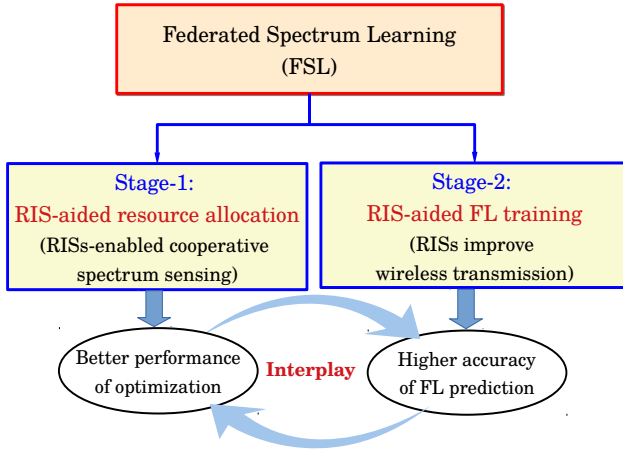 Federated Spectrum Learning
(FSL)
Stage-1:
RIS-aided resource allocation
(RISs-enabled cooperative
spectrum sensing)
Stage-2:
RIS-aided FL training
(RISs improve
wireless transmission)
Better performance
of optimization
Interplay
Higher accuracy
of FL prediction